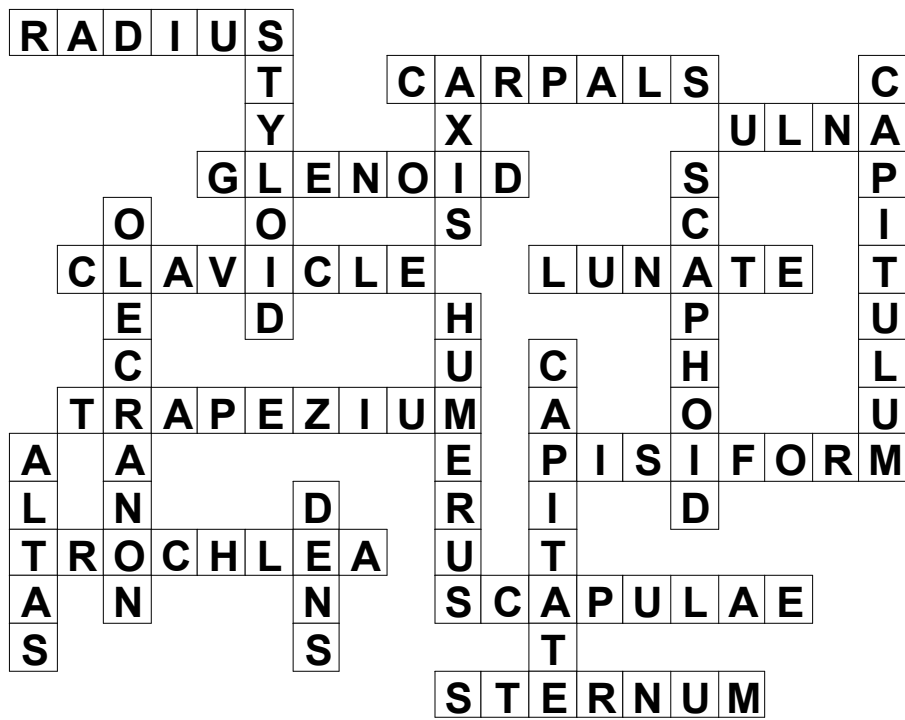 RADIUS
STYLOID
CARPALS
AXIS
CAPITULUM
ULNA
GLENOID
SCAPHOID
OLECRANON
CLAVICLE
LUNATE
HUMERUS
CAPITATE
TRAPEZIUM
ALTAS
PISIFORM
DENS
TROCHLEA
SCAPULAE
STERNUM